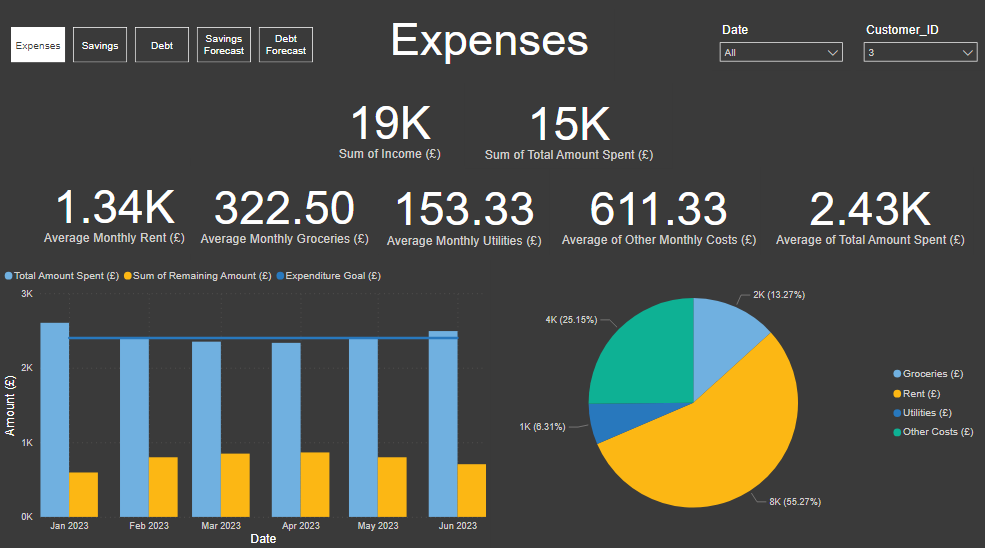 Expenses
Savings
Debt
Savings
Forecast
Debt
Forecast
Expenses
Date
All
Customer_ID
3
19K
Sum of Income (£)
15K
Sum of Total Amount Spent (£)
1.34K
Average Monthly Rent (£)
322.50
Average Monthly Groceries (£)
153.33
Average Monthly Utilities (£)
611.33
Average of Other Monthly Costs (£)
2.43K
Average of Total Amount Spent (£)
Total Amount Spent (£) Sum of Remaining Amount (£) Expenditure Goal (£)
3K
2K
1K
0K
Amount (£)
Jan 2023 Feb 2023 Mar 2023 Apr 2023 May 2023 Jun 2023
Date
2K (13.27%)
4K (25.15%)
1K (6.31%)
8K (55.27%)
Groceries (£)
Rent (£)
Utilities (£)
Other Costs (£)